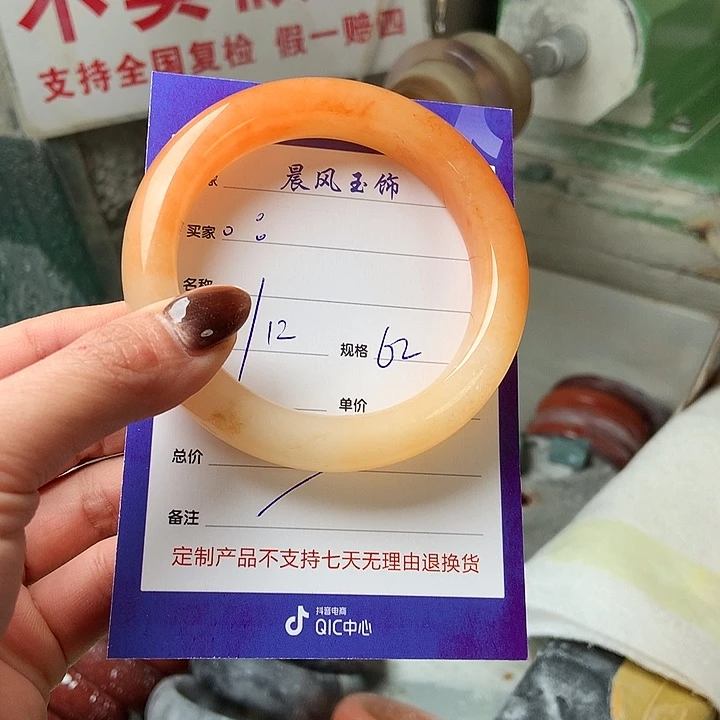 支持全国复检 假一赔四
家 晨风玉饰
买家
名称
12 规格 62
单价
总价
备注
定制产品不支持七天无理由退换货
抖音电商
QIC中心